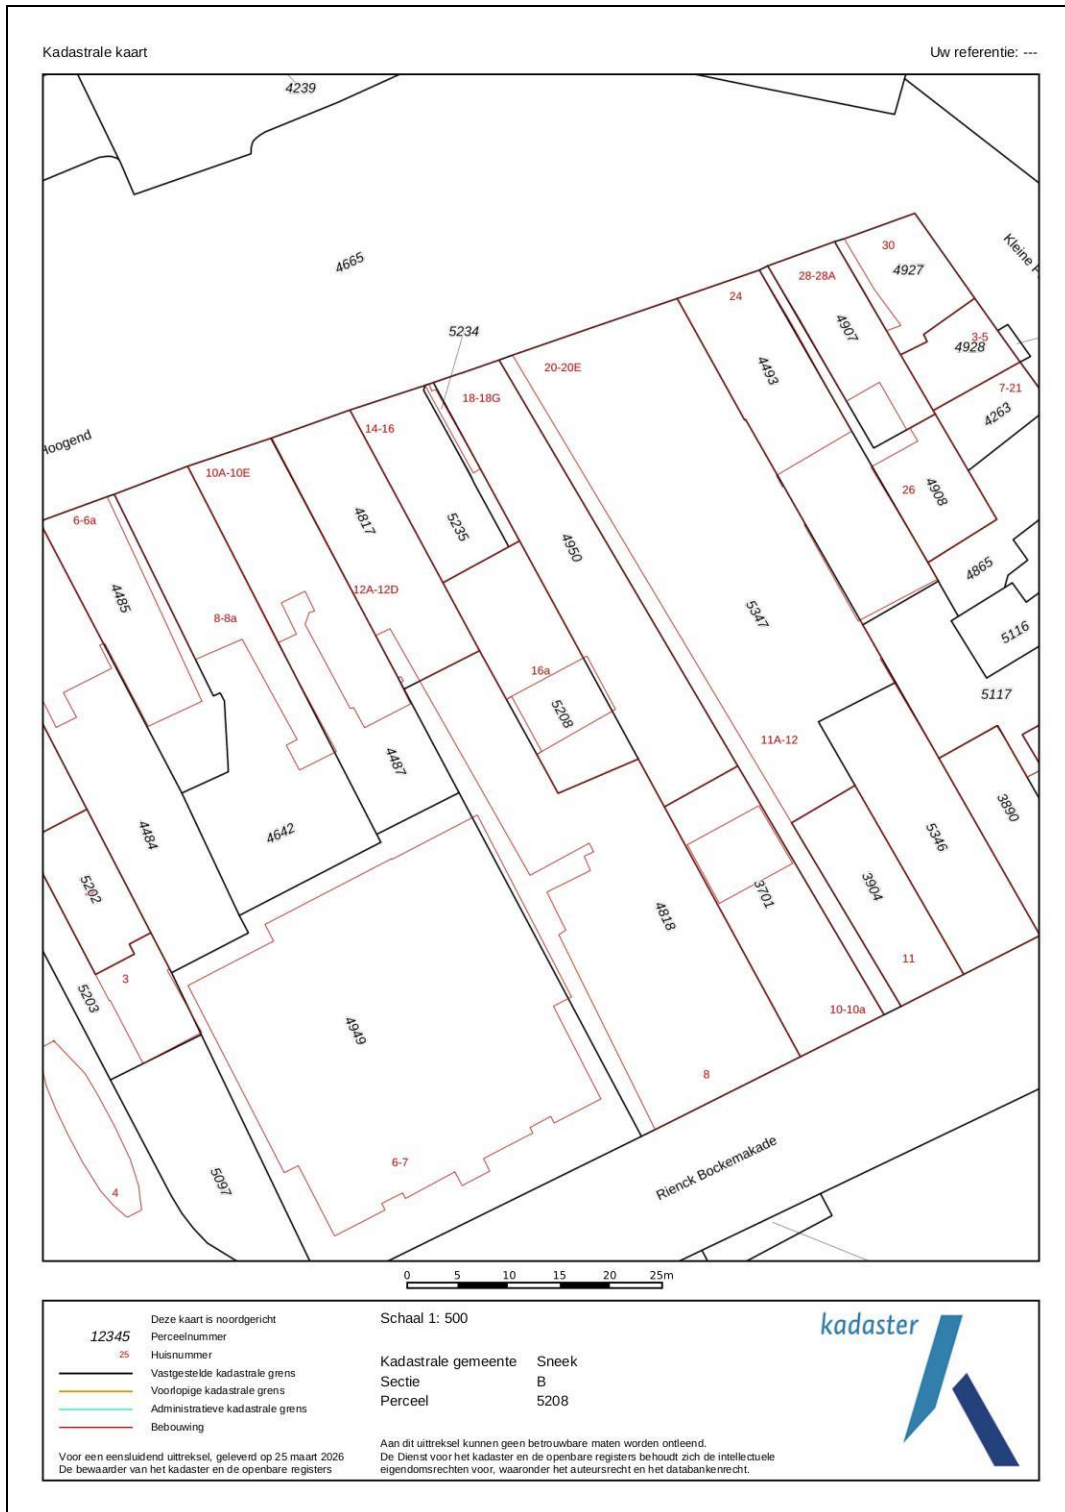 Kadastrale kaart
Uw referentie: ---
4239
4665
5234
Kleine
30
4927
28-28A
4907
24
3-5
4928
7-21
4263
4493
20-20E
18-18G
14-16
Hoogend
10A-10E
6-6a
4817
5235
4950
26
4908
4865
5116
5117
4485
8-8a
12A-12D
5347
16a
5208
11A-12
4487
4642
4484
5202
3
5203
4949
4818
3701
3904
5346
3890
11
10-10a
8
6-7
4
5097
Rienck Bockemakade
0 5 10 15 20 25m
Deze kaart is noordgericht
12345 Perceelnummer
25 Huisnummer
Vastgestelde kadastrale grens
Voorlopige kadastrale grens
Administratieve kadastrale grens
Bebouwing
Voor een eensluidend uittreksel, geleverd op 25 maart 2026
De bewaarder van het kadaster en de openbare registers
Schaal 1: 500
Kadastrale gemeente Sneek
Sectie B
Perceel 5208
Aan dit uittreksel kunnen geen betrouwbare maten worden ontleend.
De Dienst voor het kadaster en de openbare registers behoudt zich de intellectuele
eigendomsrechten voor, waaronder het auteursrecht en het databankenrecht.
kadaster